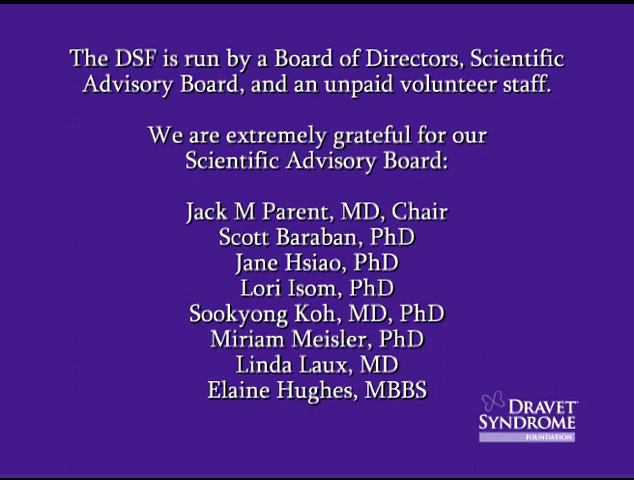 The DSF is run by a Board of Directors, Scientific
Advisory Board, and an unpaid volunteer staff.
We are extremely grateful for our
Scientific Advisory Board:
Jack M Parent, MD, Chair
Scott Baraban, PhD
Jane Hsiao, PhD
Lori Isom, PhD
Sookyong Koh, MD, PhD
Miriam Meisler, PhD
Linda Laux, MD
Elaine Hughes, MBBS
DRAVET
SYNDROME
FOUNDATION